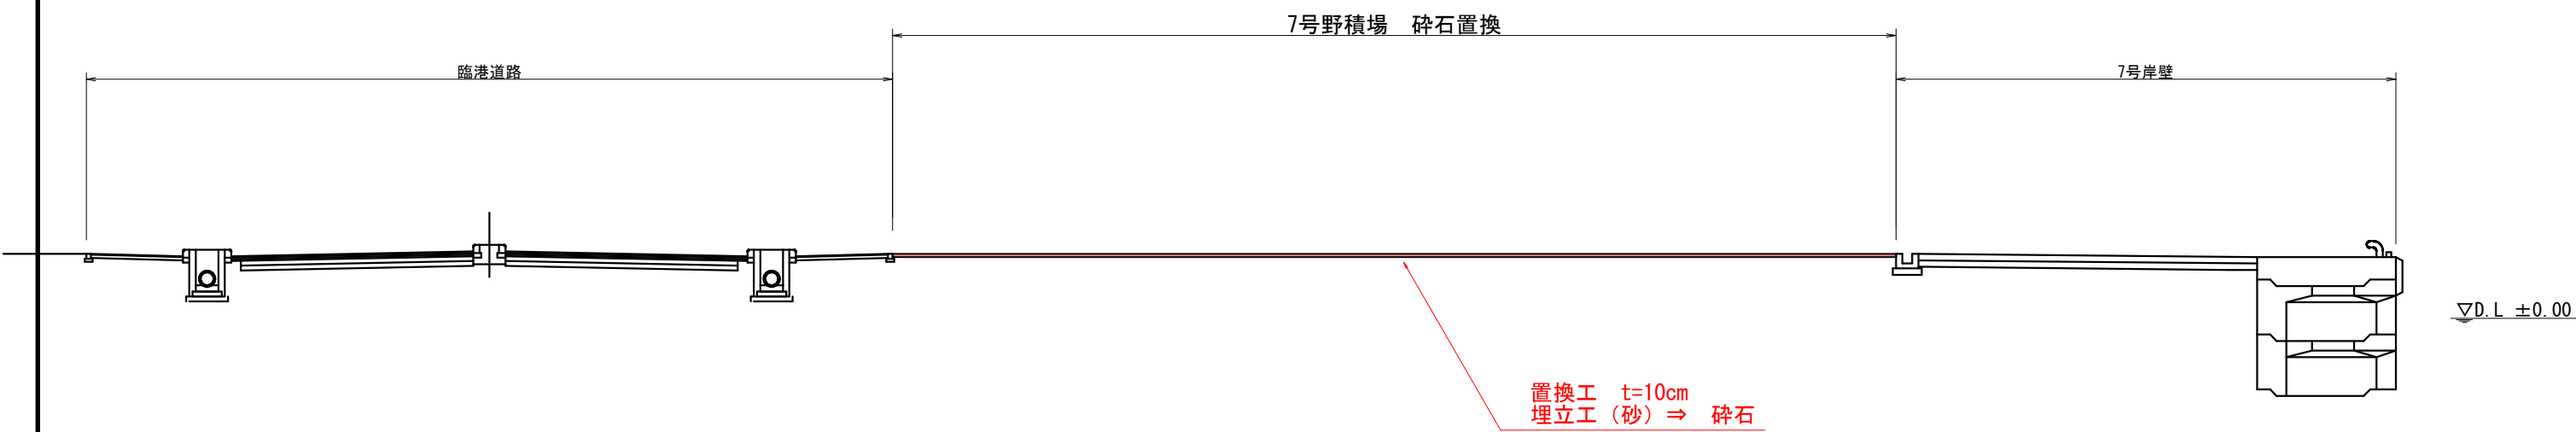 7号野積場　砕石置換
臨港道路
7号岸壁
▽D.L ±0.00
置換工　t=10cm
埋立工（砂）⇒　砕石